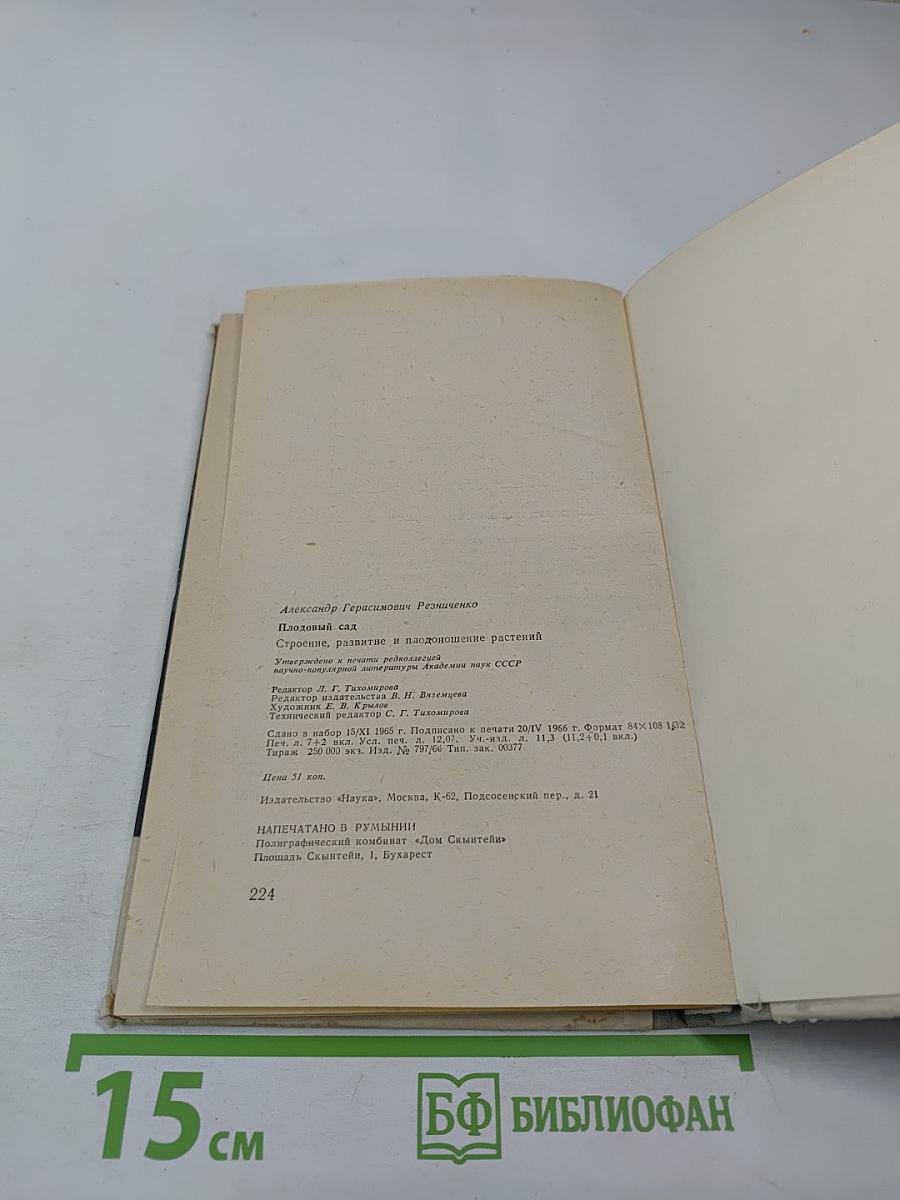 Александр Герасимович Резниченко
Плодовый сад
Строение, развитие и плодоношение растений
Утверждено к печати редколлегией
научно-популярной литературы Академии наук СССР
Редактор Л. Г. Тихомирова
Редактор издательства В. Н. Вяземцева
Художник Е. В. Крылов
Технический редактор С. Г. Тихомирова
Сдано в набор 15/XI 1965 г. Подписано к печати 20/IV 1966 г. Формат 84×108 1/32
Печ. л. 7+2 вкл. Усл. печ. л. 12,07. Уч.-изд. л. 11,3 (11,2+0,1 вкл.)
Тираж 250 000 экз. Изд. № 797/66 Тип. зак. 00377
Цена 51 коп.
Издательство «Наука», Москва, К-62, Подсосенский пер., д. 21
НАПЕЧАТАНО В РУМЫНИИ
Полиграфический комбинат «Дом Скынтейи»
Площадь Скынтейи, 1, Бухарест
224
15 см
БФ БИБЛИОФАН